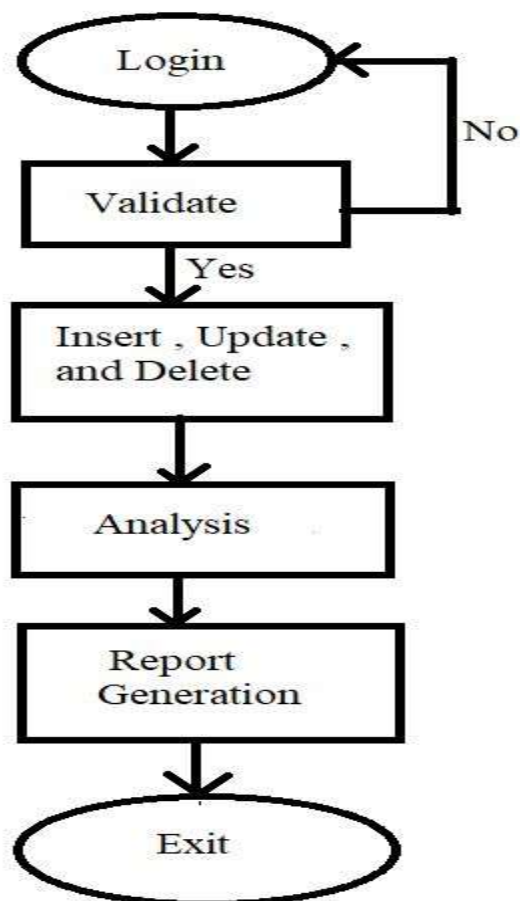 Login
No
Validate
Yes
Insert , Update ,
and Delete
Analysis
Report
Generation
Exit